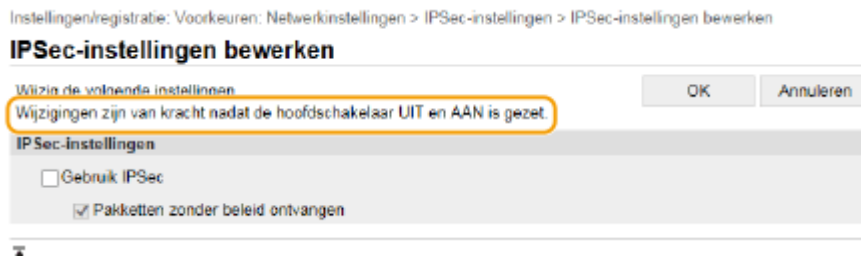 Instellingen/registratie: Voorkeuren: Netwerkinstellingen > IPSec-instellingen > IPSec-instellingen bewerken
IPSec-instellingen bewerken
Wijzig de volgende instellingen
OK
Annuleren
Wijzigingen zijn van kracht nadat de hoofdschakelaar UIT en AAN is gezet.
IPSec-instellingen
Gebruik IPSec
Pakketten zonder beleid ontvangen